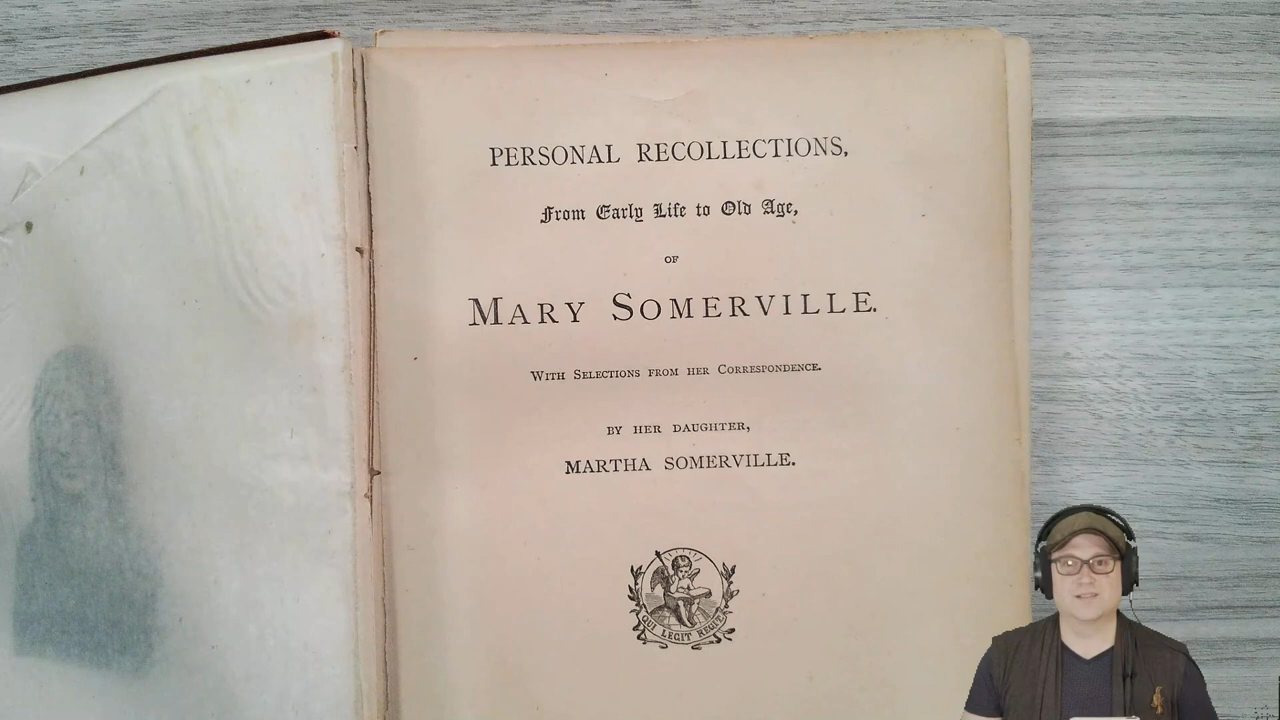 PERSONAL RECOLLECTIONS,
From Early Life to Old Age,
OF
MARY SOMERVILLE.
WITH SELECTIONS FROM HER CORRESPONDENCE.
BY HER DAUGHTER,
MARTHA SOMERVILLE.
QUI LEGIT REGIT